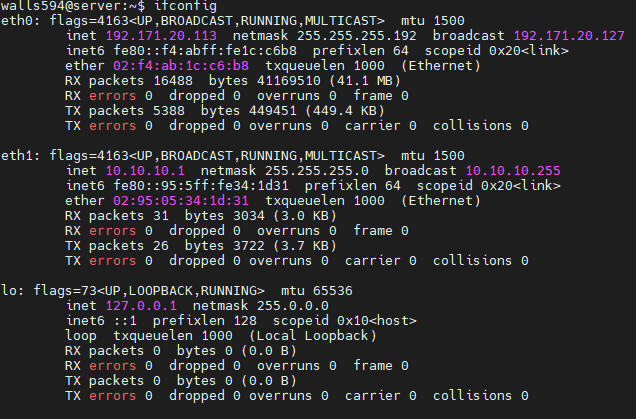 walls594@server:~$ ifconfig
eth0: flags=4163<UP,BROADCAST,RUNNING,MULTICAST>  mtu 1500
        inet 192.171.20.113  netmask 255.255.255.192  broadcast 192.171.20.127
        inet6 fe80::f4:abff:fe1c:c6b8  prefixlen 64  scopeid 0x20<link>
        ether 02:f4:ab:1c:c6:b8  txqueuelen 1000  (Ethernet)
        RX packets 16488  bytes 41169510 (41.1 MB)
        RX errors 0  dropped 0  overruns 0  frame 0
        TX packets 5388  bytes 449451 (449.4 KB)
        TX errors 0  dropped 0 overruns 0  carrier 0  collisions 0

eth1: flags=4163<UP,BROADCAST,RUNNING,MULTICAST>  mtu 1500
        inet 10.10.10.1  netmask 255.255.255.0  broadcast 10.10.10.255
        inet6 fe80::95:5ff:fe34:1d31  prefixlen 64  scopeid 0x20<link>
        ether 02:95:05:34:1d:31  txqueuelen 1000  (Ethernet)
        RX packets 31  bytes 3034 (3.0 KB)
        RX errors 0  dropped 0  overruns 0  frame 0
        TX packets 26  bytes 3722 (3.7 KB)
        TX errors 0  dropped 0 overruns 0  carrier 0  collisions 0

lo: flags=73<UP,LOOPBACK,RUNNING>  mtu 65536
        inet 127.0.0.1  netmask 255.0.0.0
        inet6 ::1  prefixlen 128  scopeid 0x10<host>
        loop  txqueuelen 1000  (Local Loopback)
        RX packets 0  bytes 0 (0.0 B)
        RX errors 0  dropped 0  overruns 0  frame 0
        TX packets 0  bytes 0 (0.0 B)
        TX errors 0  dropped 0 overruns 0  carrier 0  collisions 0